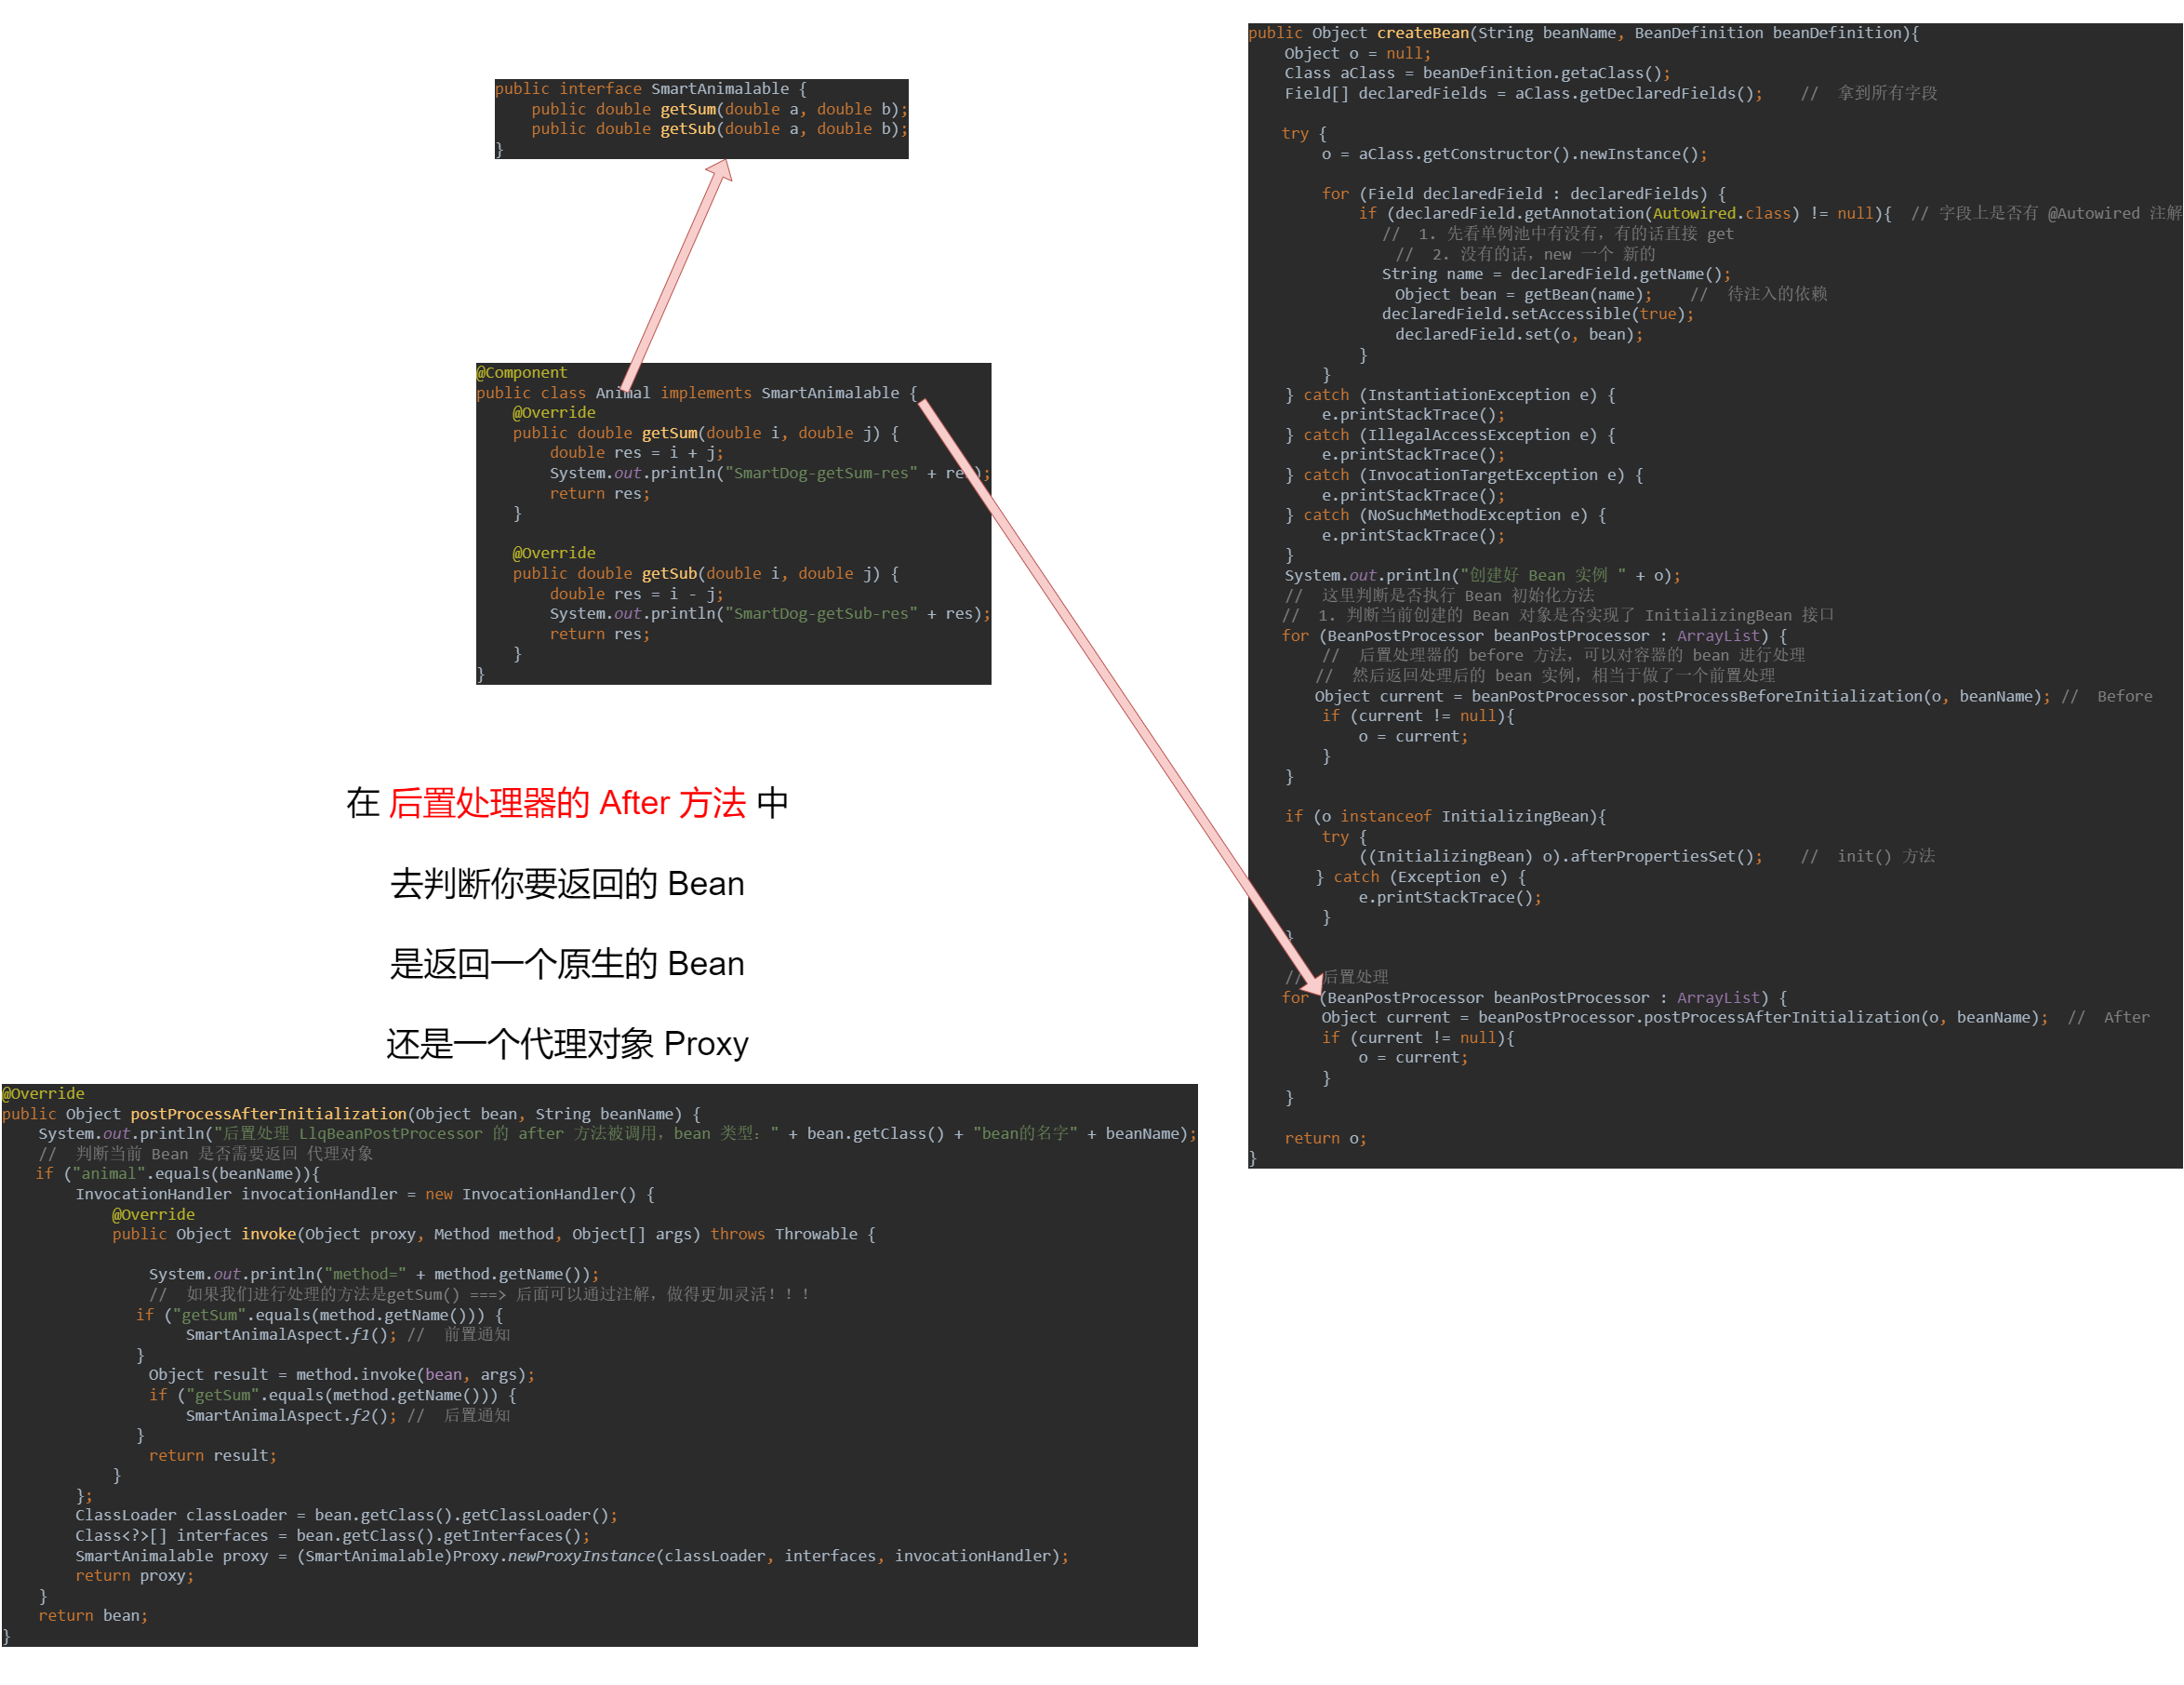 public interface SmartAnimalable {
    public double getSum(double a, double b);
    public double getSub(double a, double b);
}
@Component
public class Animal implements SmartAnimalable {
    @Override
    public double getSum(double i, double j) {
        double res = i + j;
        System.out.println("SmartDog-getSum-res" + res);
        return res;
    }
    @Override
    public double getSub(double i, double j) {
        double res = i - j;
        System.out.println("SmartDog-getSub-res" + res);
        return res;
    }
}
在 后置处理器的 After 方法 中
去判断你要返回的 Bean
是返回一个原生的 Bean
还是一个代理对象 Proxy
@Override
public Object postProcessAfterInitialization(Object bean, String beanName) {
    System.out.println("后置处理 LlqBeanPostProcessor 的 after 方法被调用，bean 类型：" + bean.getClass() + "bean的名字" + beanName);
    //  判断当前 Bean 是否需要返回 代理对象
    if ("animal".equals(beanName)){
        InvocationHandler invocationHandler = new InvocationHandler() {
            @Override
            public Object invoke(Object proxy, Method method, Object[] args) throws Throwable {
                System.out.println("method=" + method.getName());
                //  如果我们进行处理的方法是getSum() ===> 后面可以通过注解，做得更加灵活！！！
                if ("getSum".equals(method.getName())) {
                    SmartAnimalAspect.f1(); //  前置通知
                }
                Object result = method.invoke(bean, args);
                if ("getSum".equals(method.getName())) {
                    SmartAnimalAspect.f2(); //  后置通知
                }
                return result;
            }
        };
        ClassLoader classLoader = bean.getClass().getClassLoader();
        Class<?>[] interfaces = bean.getClass().getInterfaces();
        SmartAnimalable proxy = (SmartAnimalable)Proxy.newProxyInstance(classLoader, interfaces, invocationHandler);
        return proxy;
    }
    return bean;
}
public Object createBean(String beanName, BeanDefinition beanDefinition){
    Object o = null;
    Class aClass = beanDefinition.getaClass();
    Field[] declaredFields = aClass.getDeclaredFields();    //  拿到所有字段
    try {
        o = aClass.getConstructor().newInstance();
        for (Field declaredField : declaredFields) {
            if (declaredField.getAnnotation(Autowired.class) != null){  // 字段上是否有 @Autowired 注解
                //  1. 先看单例池中有没有，有的话直接 get
                //  2. 没有的话，new 一个 新的
                String name = declaredField.getName();
                Object bean = getBean(name);    //  待注入的依赖
                declaredField.setAccessible(true);
                declaredField.set(o, bean);
            }
        }
    } catch (InstantiationException e) {
        e.printStackTrace();
    } catch (IllegalAccessException e) {
        e.printStackTrace();
    } catch (InvocationTargetException e) {
        e.printStackTrace();
    } catch (NoSuchMethodException e) {
        e.printStackTrace();
    }
    System.out.println("创建好 Bean 实例 " + o);
    //  这里判断是否执行 Bean 初始化方法
    //  1. 判断当前创建的 Bean 对象是否实现了 InitializingBean 接口
    for (BeanPostProcessor beanPostProcessor : ArrayList) {
        //  后置处理器的 before 方法，可以对容器的 bean 进行处理
        //  然后返回处理后的 bean 实例，相当于做了一个前置处理
        Object current = beanPostProcessor.postProcessBeforeInitialization(o, beanName); //  Before
        if (current != null){
            o = current;
        }
    }
    if (o instanceof InitializingBean){
        try {
            ((InitializingBean) o).afterPropertiesSet();    //  init() 方法
        } catch (Exception e) {
            e.printStackTrace();
        }
    }
    //  后置处理
    for (BeanPostProcessor beanPostProcessor : ArrayList) {
        Object current = beanPostProcessor.postProcessAfterInitialization(o, beanName);  //  After
        if (current != null){
            o = current;
        }
    }
    return o;
}